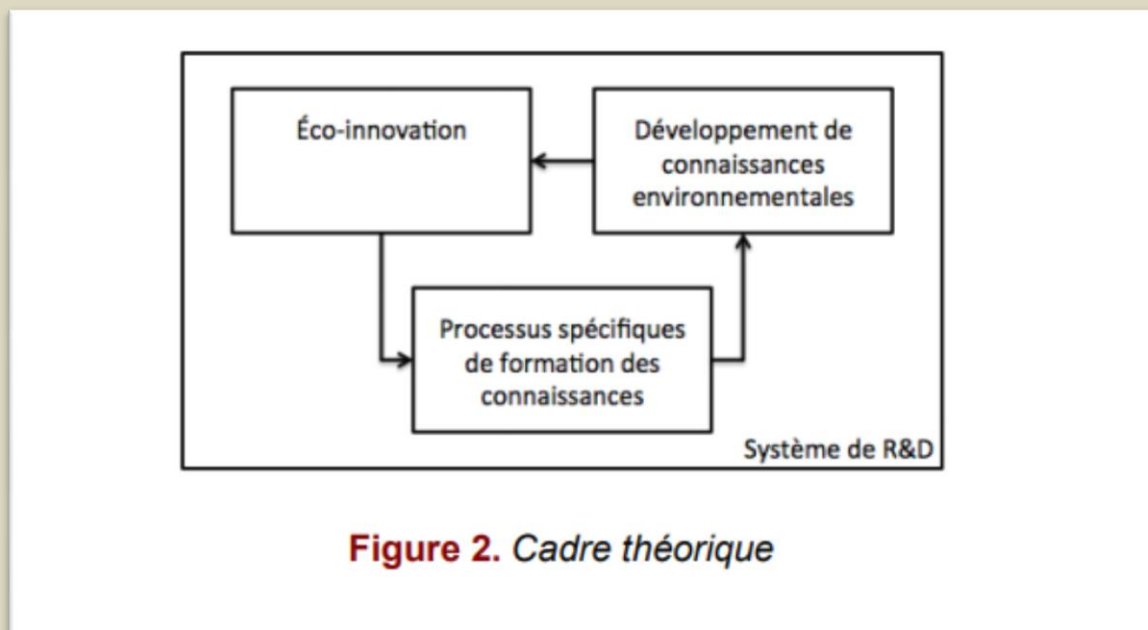 Éco-innovation
Développement de
connaissances
environnementales
Processus spécifiques
de formation des
connaissances
Système de R&D
Figure 2. Cadre théorique